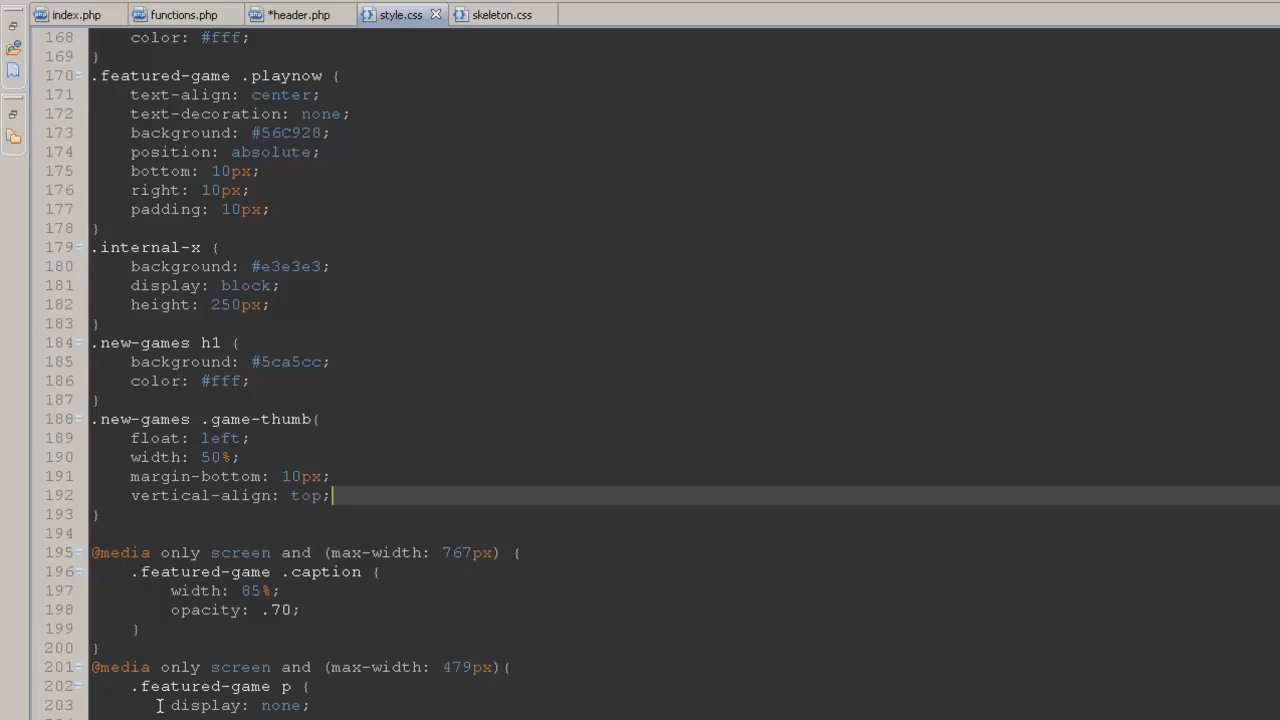 index.php functions.php *header.php style.css skeleton.css
168 color: #fff;
169 }
170 .featured-game .playnow {
171 text-align: center;
172 text-decoration: none;
173 background: #56C928;
174 position: absolute;
175 bottom: 10px;
176 right: 10px;
177 padding: 10px;
178 }
179 .internal-x {
180 background: #e3e3e3;
181 display: block;
182 height: 250px;
183 }
184 .new-games h1 {
185 background: #5ca5cc;
186 color: #fff;
187 }
188 .new-games .game-thumb(
189 float: left;
190 width: 50%;
191 margin-bottom: 10px;
192 vertical-align: top;
193 }
194
195 @media only screen and (max-width: 767px) {
196 .featured-game .caption {
197 width: 85%;
198 opacity: .70;
199 }
200 }
201 @media only screen and (max-width: 479px){
202 .featured-game p {
203 display: none;